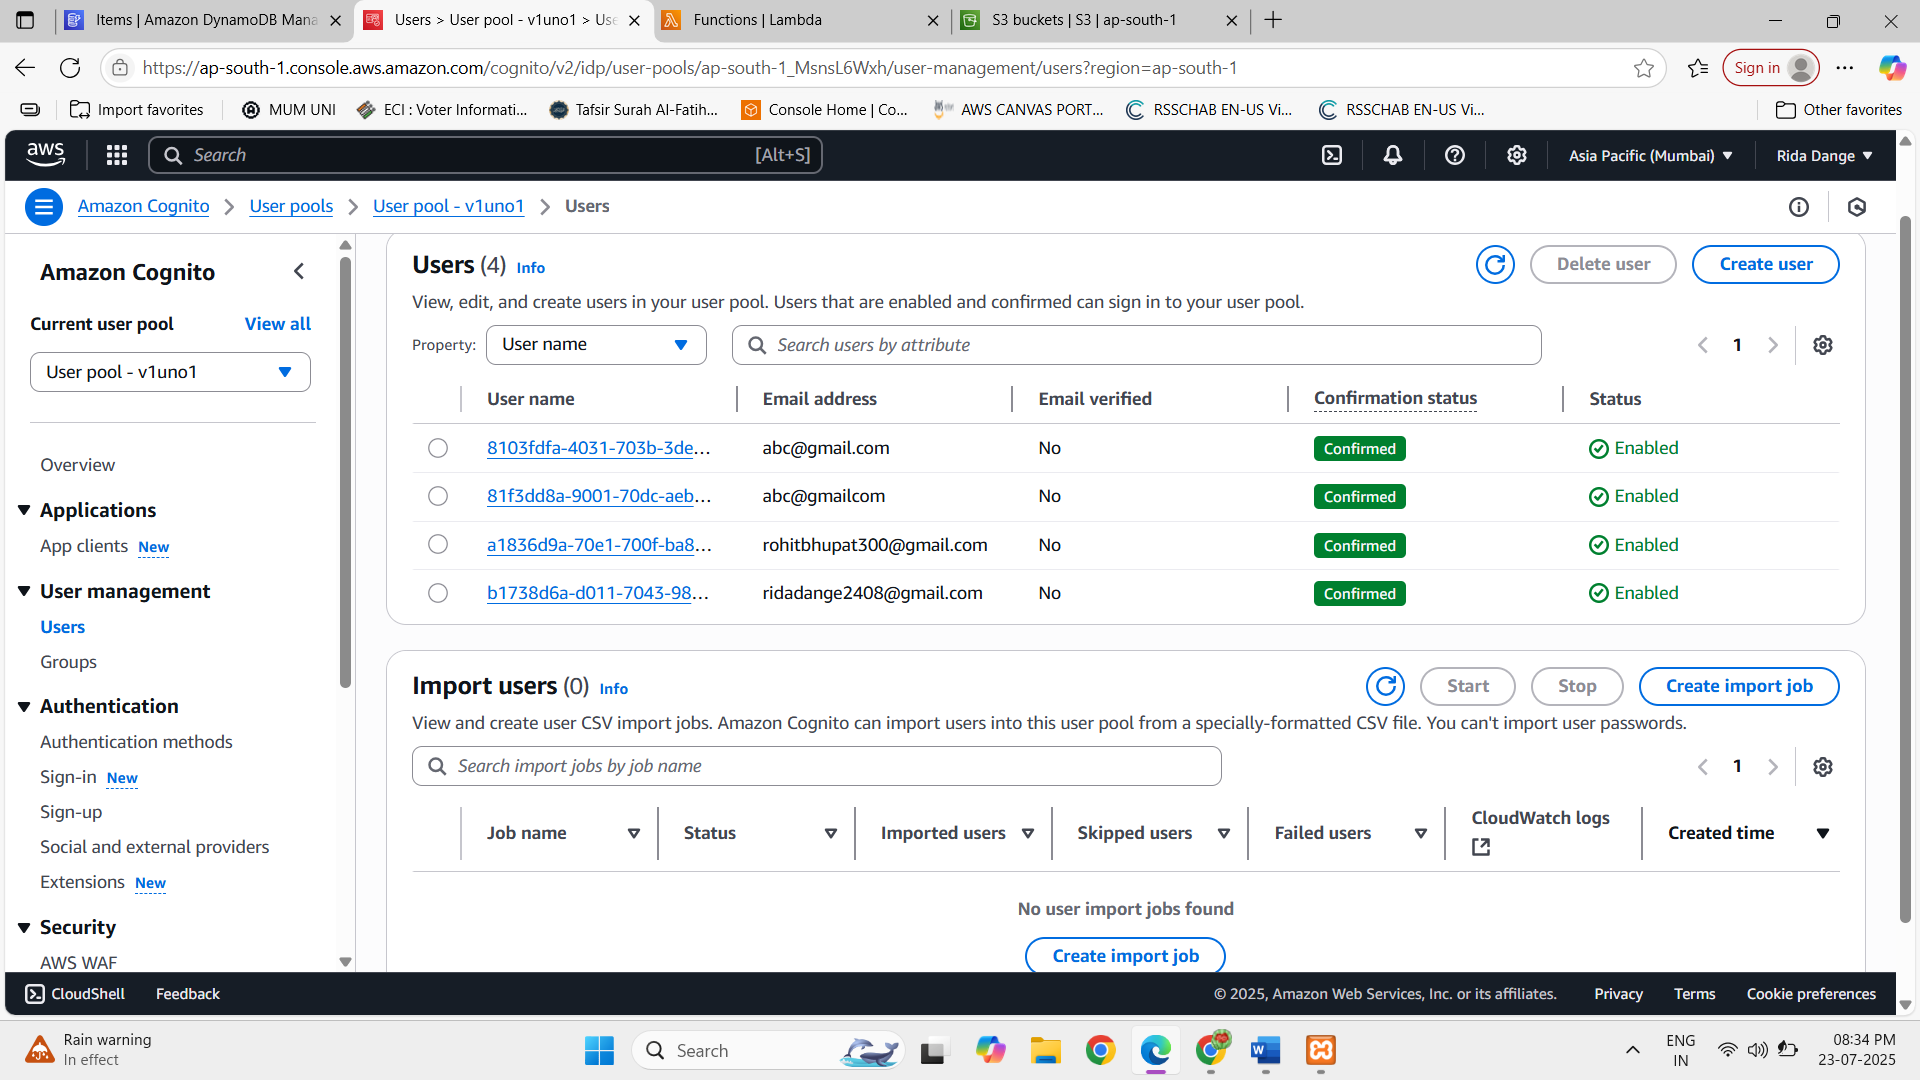 Items | Amazon DynamoDB Mana
Users > User pool - v1uno1 > Use
Functions | Lambda
S3 buckets | S3 | ap-south-1
https://ap-south-1.console.aws.amazon.com/cognito/v2/idp/user-pools/ap-south-1_MsnsL6Wxh/user-management/users?region=ap-south-1
Sign in
Import favorites
MUM UNI
ECI : Voter Informati...
Tafsir Surah Al-Fatih...
Console Home | Co...
AWS CANVAS PORT...
RSSCHAB EN-US Vi...
RSSCHAB EN-US Vi...
Other favorites
aws
Search
[Alt+S]
Asia Pacific (Mumbai)
Rida Dange
Amazon Cognito > User pools > User pool - v1uno1 > Users
Amazon Cognito
Current user pool
View all
User pool - v1uno1
Overview
Applications
App clients New
User management
Users
Groups
Authentication
Authentication methods
Sign-in New
Sign-up
Social and external providers
Extensions New
Security
AWS WAF
Users (4) Info
Delete user
Create user
View, edit, and create users in your user pool. Users that are enabled and confirmed can sign in to your user pool.
Property:
User name
Search users by attribute
1
User name Email address Email verified Confirmation status Status
8103fdfa-4031-703b-3de... abc@gmail.com No Confirmed Enabled
81f3dd8a-9001-70dc-aeb... abc@gmailcom No Confirmed Enabled
a1836d9a-70e1-700f-ba8... rohitbhupat300@gmail.com No Confirmed Enabled
b1738d6a-d011-7043-98... ridadange2408@gmail.com No Confirmed Enabled
Import users (0) Info
Start
Stop
Create import job
View and create user CSV import jobs. Amazon Cognito can import users into this user pool from a specially-formatted CSV file. You can't import user passwords.
Search import jobs by job name
1
Job name Status Imported users Skipped users Failed users CloudWatch logs Created time
No user import jobs found
Create import job
CloudShell
Feedback
© 2025, Amazon Web Services, Inc. or its affiliates.
Privacy
Terms
Cookie preferences
Rain warning
In effect
Search
ENG
IN
08:34 PM
23-07-2025